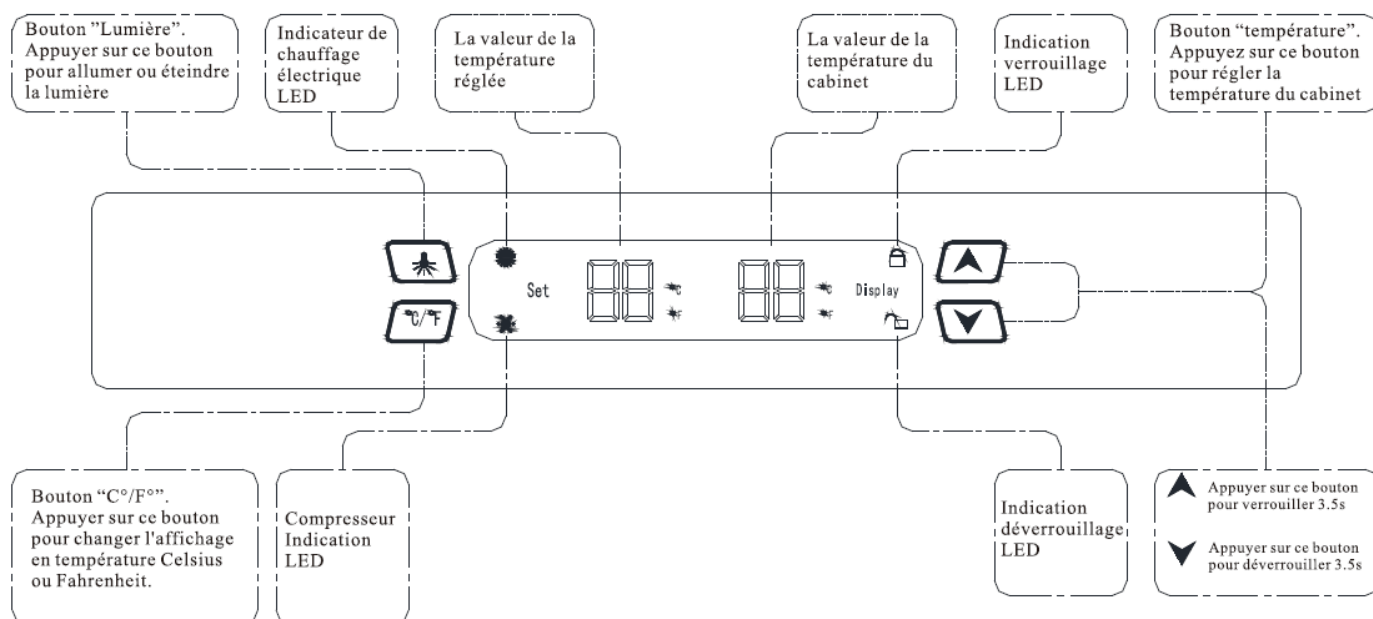 Bouton "Lumière".
Appuyer sur ce bouton
pour allumer ou éteindre
la lumière
Indicateur de
chauffage
électrique
LED
La valeur de la
température
réglée
La valeur de la
température du
cabinet
Indication
verrouillage
LED
Bouton “température”.
Appuyez sur ce bouton
pour régler la
température du cabinet
Set
88
°C
°F
88
°C
°F
Display
°C/°F
Bouton “C°/F°”.
Appuyer sur ce bouton
pour changer l'affichage
en température Celsius
ou Fahrenheit.
Compresseur
Indication
LED
Indication
déverrouillage
LED
Appuyer sur ce bouton
pour verrouiller 3.5s
Appuyer sur ce bouton
pour déverrouiller 3.5s